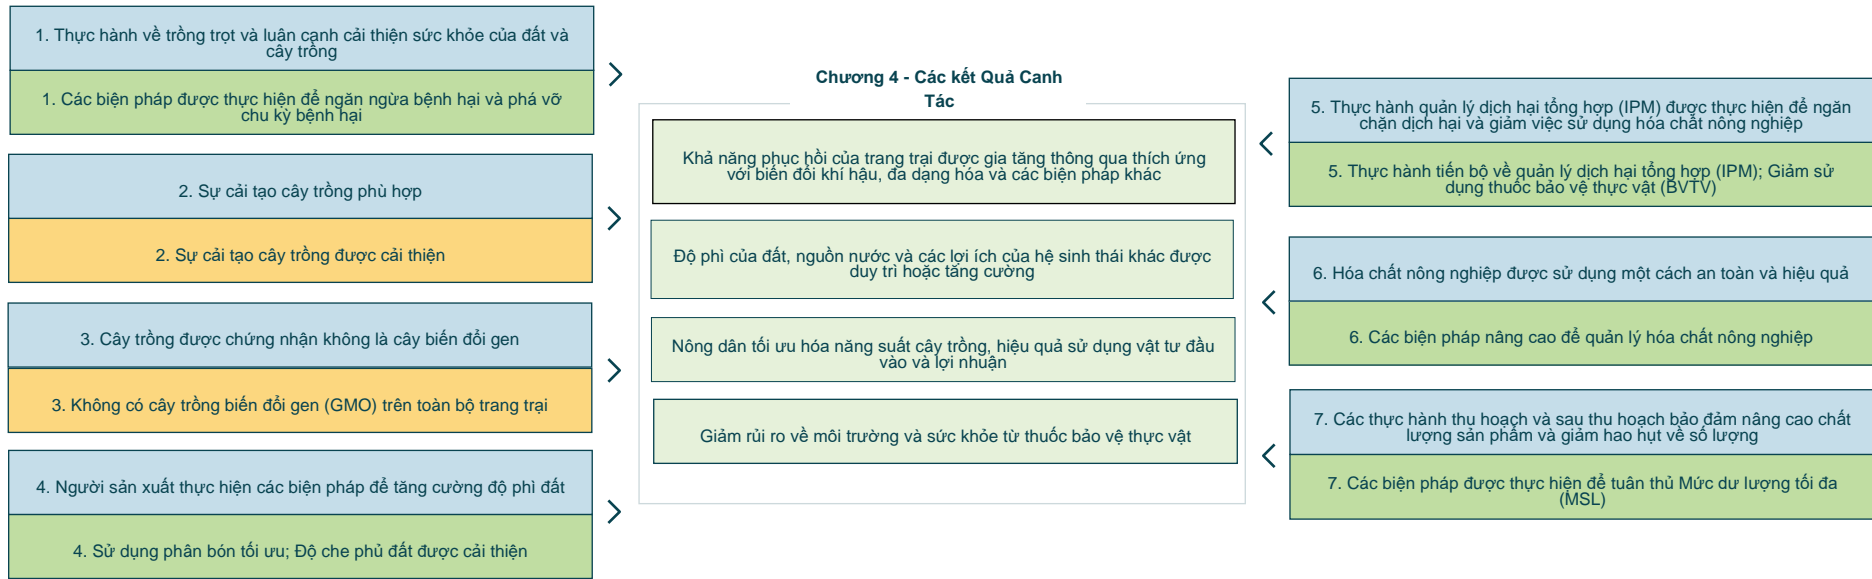 1. Thực hành về trồng trọt và luân canh cải thiện sức khỏe của đất và
cây trồng
1. Các biện pháp được thực hiện để ngăn ngừa bệnh hại và phá vỡ
chu kỳ bệnh hại
2. Sự cải tạo cây trồng phù hợp
2. Sự cải tạo cây trồng được cải thiện
3. Cây trồng được chứng nhận không là cây biến đổi gen
3. Không có cây trồng biến đổi gen (GMO) trên toàn bộ trang trại
4. Người sản xuất thực hiện các biện pháp để tăng cường độ phì đất
4. Sử dụng phân bón tối ưu; Độ che phủ đất được cải thiện
Chương 4 - Các kết Quả Canh
Tác
Khả năng phục hồi của trang trại được gia tăng thông qua thích ứng
với biến đổi khí hậu, đa dạng hóa và các biện pháp khác
Độ phì của đất, nguồn nước và các lợi ích của hệ sinh thái khác được
duy trì hoặc tăng cường
Nông dân tối ưu hóa năng suất cây trồng, hiệu quả sử dụng vật tư đầu
vào và lợi nhuận
Giảm rủi ro về môi trường và sức khỏe từ thuốc bảo vệ thực vật
5. Thực hành quản lý dịch hại tổng hợp (IPM) được thực hiện để ngăn
chặn dịch hại và giảm việc sử dụng hóa chất nông nghiệp
5. Thực hành tiến bộ về quản lý dịch hại tổng hợp (IPM); Giảm sử
dụng thuốc bảo vệ thực vật (BVTV)
6. Hóa chất nông nghiệp được sử dụng một cách an toàn và hiệu quả
6. Các biện pháp nâng cao để quản lý hóa chất nông nghiệp
7. Các thực hành thu hoạch và sau thu hoạch bảo đảm nâng cao chất
lượng sản phẩm và giảm hao hụt về số lượng
7. Các biện pháp được thực hiện để tuân thủ Mức dư lượng tối đa
(MSL)